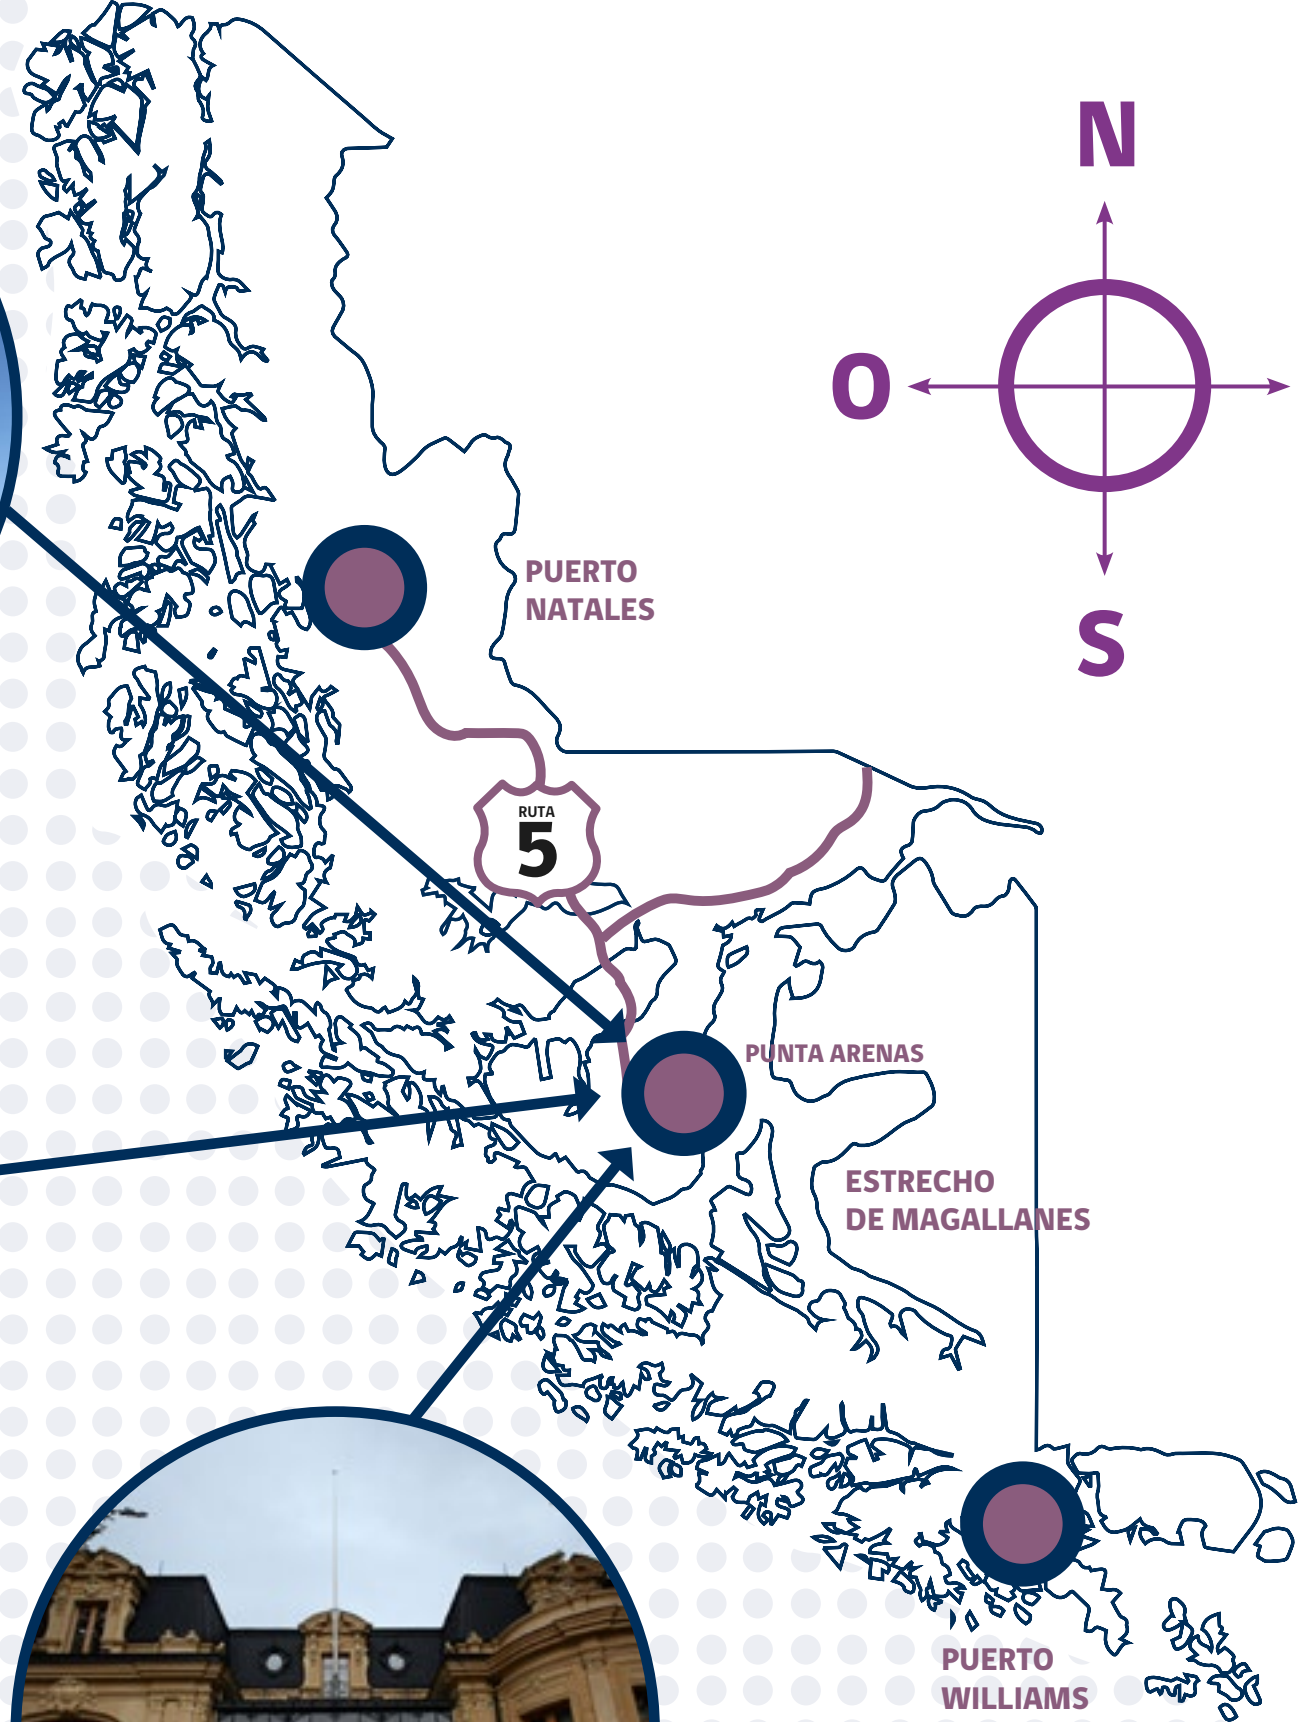 N
O
S
PUERTO
NATALES
RUTA
5
PUNTA ARENAS
ESTRECHO
DE MAGALLANES
PUERTO
WILLIAMS